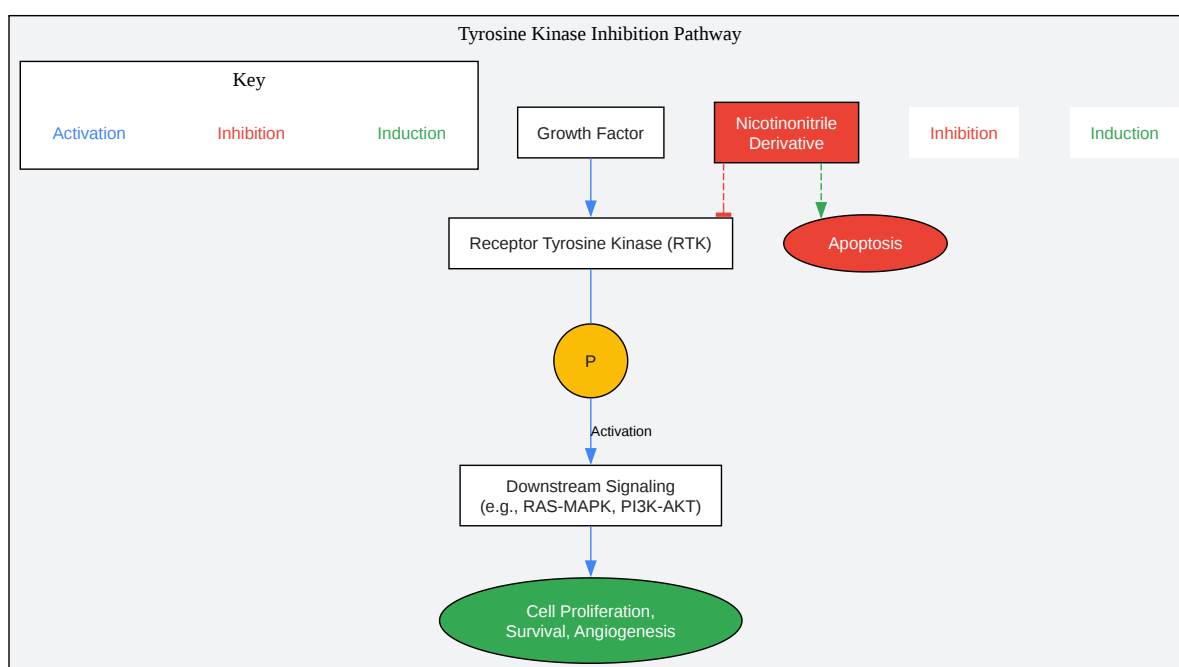 Tyrosine Kinase Inhibition Pathway
Key
Activation
Inhibition
Induction
Growth Factor
Nicotinonitrile
Derivative
Inhibition
Induction
Receptor Tyrosine Kinase (RTK)
Apoptosis
P
Activation
Downstream Signaling
(e.g., RAS-MAPK, PI3K-AKT)
Cell Proliferation,
Survival, Angiogenesis